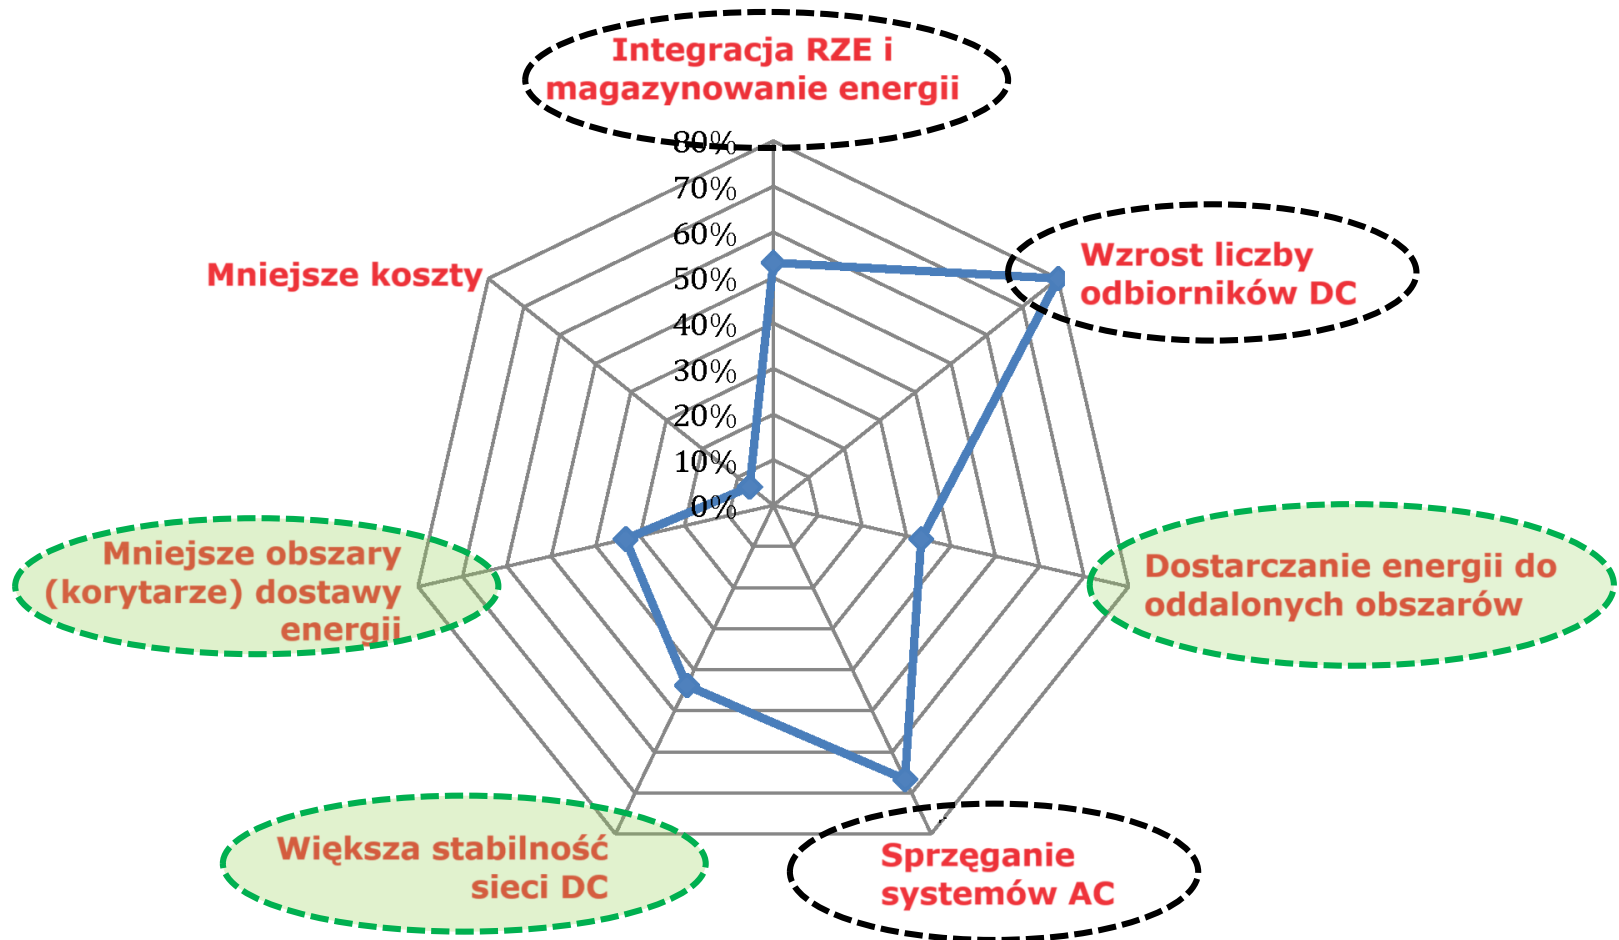 Integracja RZE i
magazynowanie energii
80%
70%
60%
50%
40%
30%
20%
10%
0%
Wzrost liczby
odbiorników DC
Dostarczanie energii do
oddalonych obszarów
Sprzęganie
systemów AC
Większa stabilność
sieci DC
Mniejsze obszary
(korytarze) dostawy
energii
Mniejsze koszty